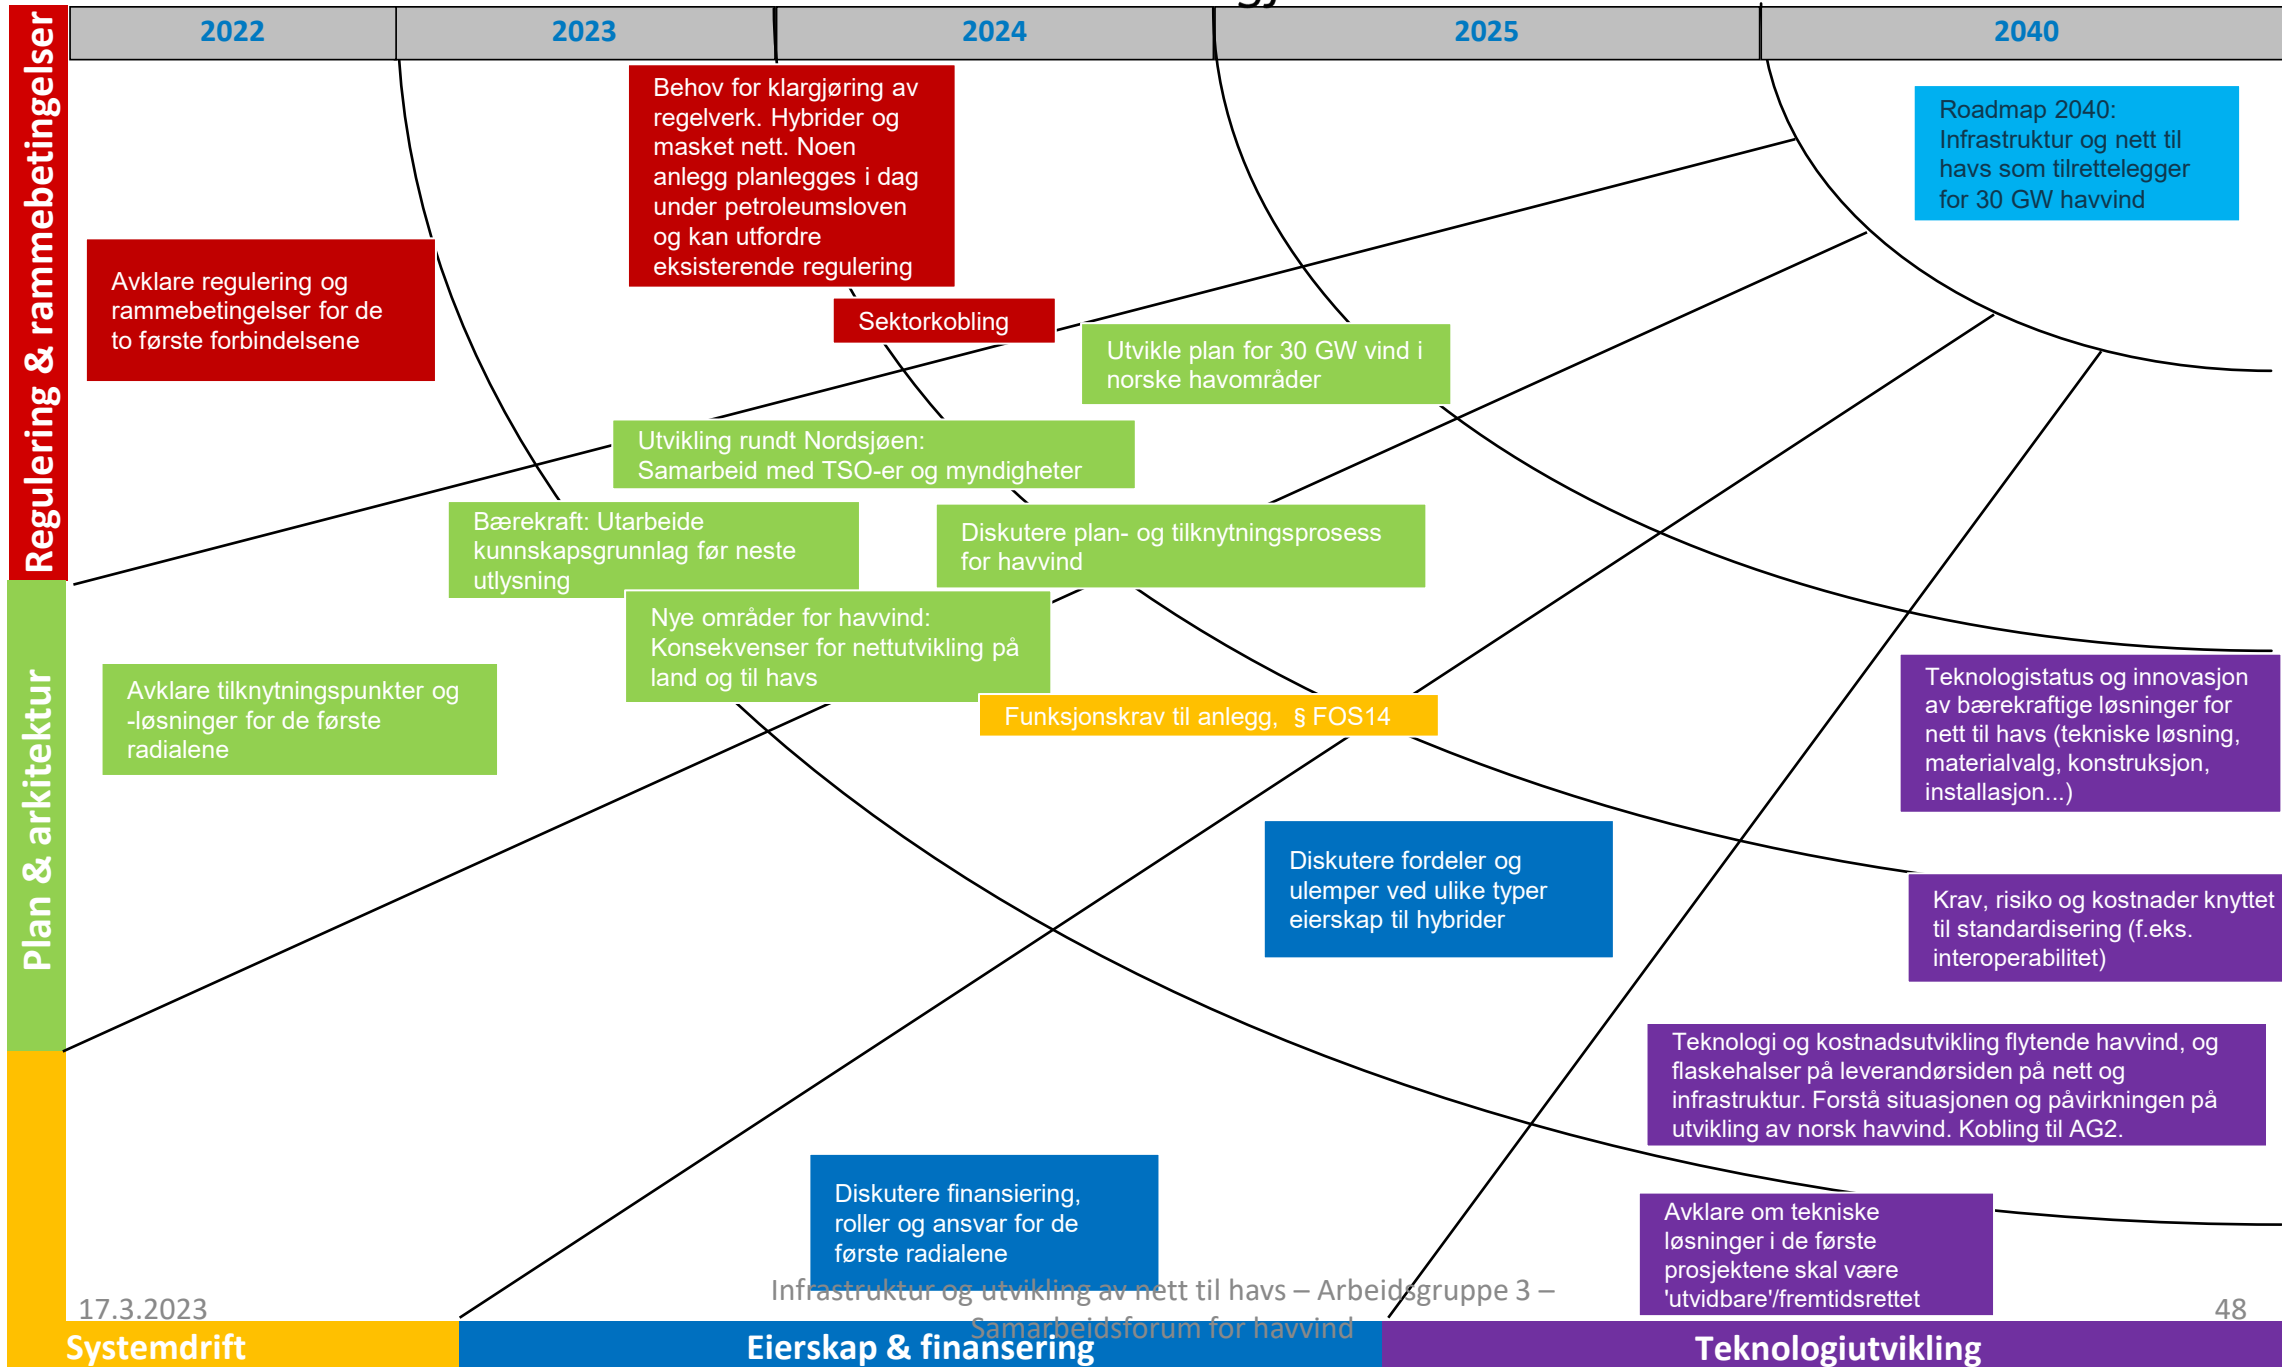 2022
2023
2024
2025
2040
Regulering & rammebetingelser
Behov for klargjøring av
regelverk. Hybrider og
masket nett. Noen
anlegg planlegges i dag
under petroleumsloven
og kan utfordre
eksisterende regulering
Roadmap 2040:
Infrastruktur og nett til
havs som tilrettelegger
for 30 GW havvind
Avklare regulering og
rammebetingelser for de
to første forbindelsene
Sektorkobling
Utvikle plan for 30 GW vind i
norske havområder
Utvikling rundt Nordsjøen:
Samarbeid med TSO-er og myndigheter
Bærekraft: Utarbeide
kunnskapsgrunnlag før neste
utlysning
Diskutere plan- og tilknytningsprosess
for havvind
Nye områder for havvind:
Konsekvenser for nettutvikling på
land og til havs
Plan & arkitektur
Avklare tilknytningspunkter og
-løsninger for de første
radialene
Funksjonskrav til anlegg,  § FOS14
Teknologistatus og innovasjon
av bærekraftige løsninger for
nett til havs (tekniske løsning,
materialvalg, konstruksjon,
installasjon...)
Diskutere fordeler og
ulemper ved ulike typer
eierskap til hybrider
Krav, risiko og kostnader knyttet
til standardisering (f.eks.
interoperabilitet)
Teknologi og kostnadsutvikling flytende havvind, og
flaskehalser på leverandørsiden på nett og
infrastruktur. Forstå situasjonen og påvirkningen på
utvikling av norsk havvind. Kobling til AG2.
Diskutere finansiering,
roller og ansvar for de
første radialene
Avklare om tekniske
løsninger i de første
prosjektene skal være
'utvidbare'/fremtidsrettet
17.3.2023
Infrastruktur og utvikling av nett til havs – Arbeidsgruppe 3 –
Samarbeidsforum for havvind
48
Systemdrift
Eierskap & finansering
Teknologiutvikling